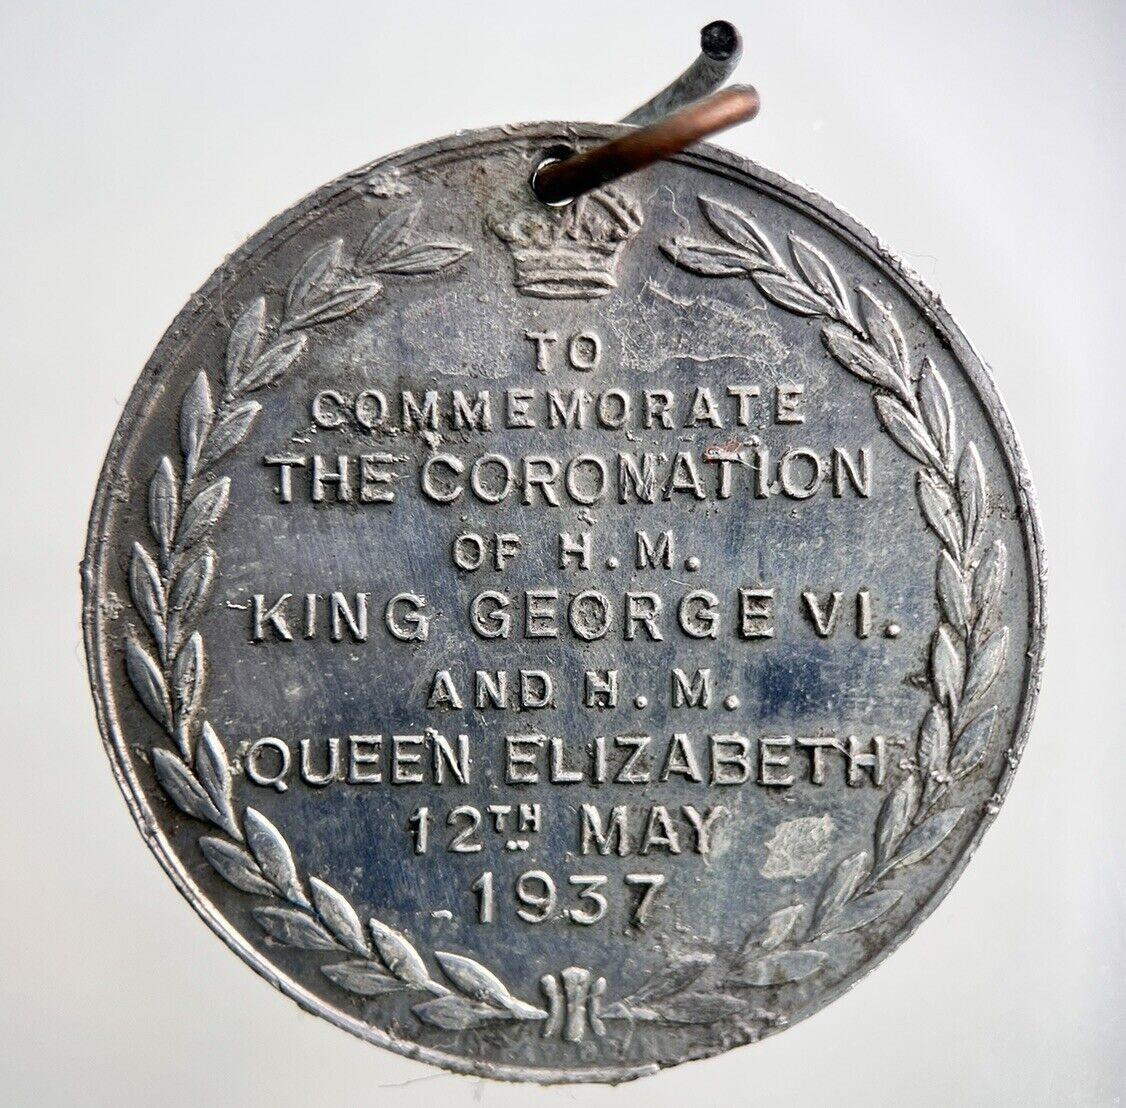 TO
COMMEMORATE
THE CORONATION
OF H.M.
KING GEORGE VI.
AND H.M.
QUEEN ELIZABETH
12TH MAY
1937